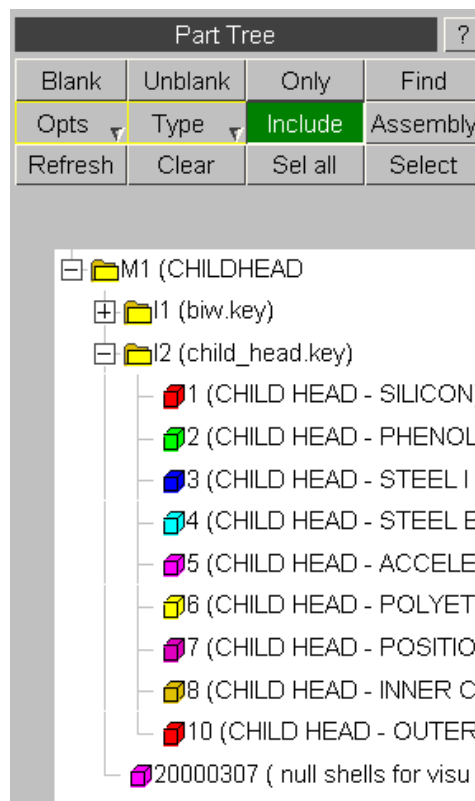 Part Tree ?
Blank Unblank Only Find
Opts Type Include Assembly
Refresh Clear Sel all Select
M1 (CHILDHEAD
I1 (biw.key)
I2 (child_head.key)
1 (CHILD HEAD - SILICON
2 (CHILD HEAD - PHENOL
3 (CHILD HEAD - STEEL I
4 (CHILD HEAD - STEEL E
5 (CHILD HEAD - ACCELE
6 (CHILD HEAD - POLYET
7 (CHILD HEAD - POSITIO
8 (CHILD HEAD - INNER C
10 (CHILD HEAD - OUTER
20000307 ( null shells for visu